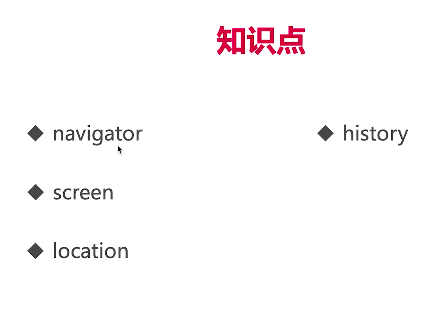 知识点
◆ navigator
◆ history
◆ screen
◆ location